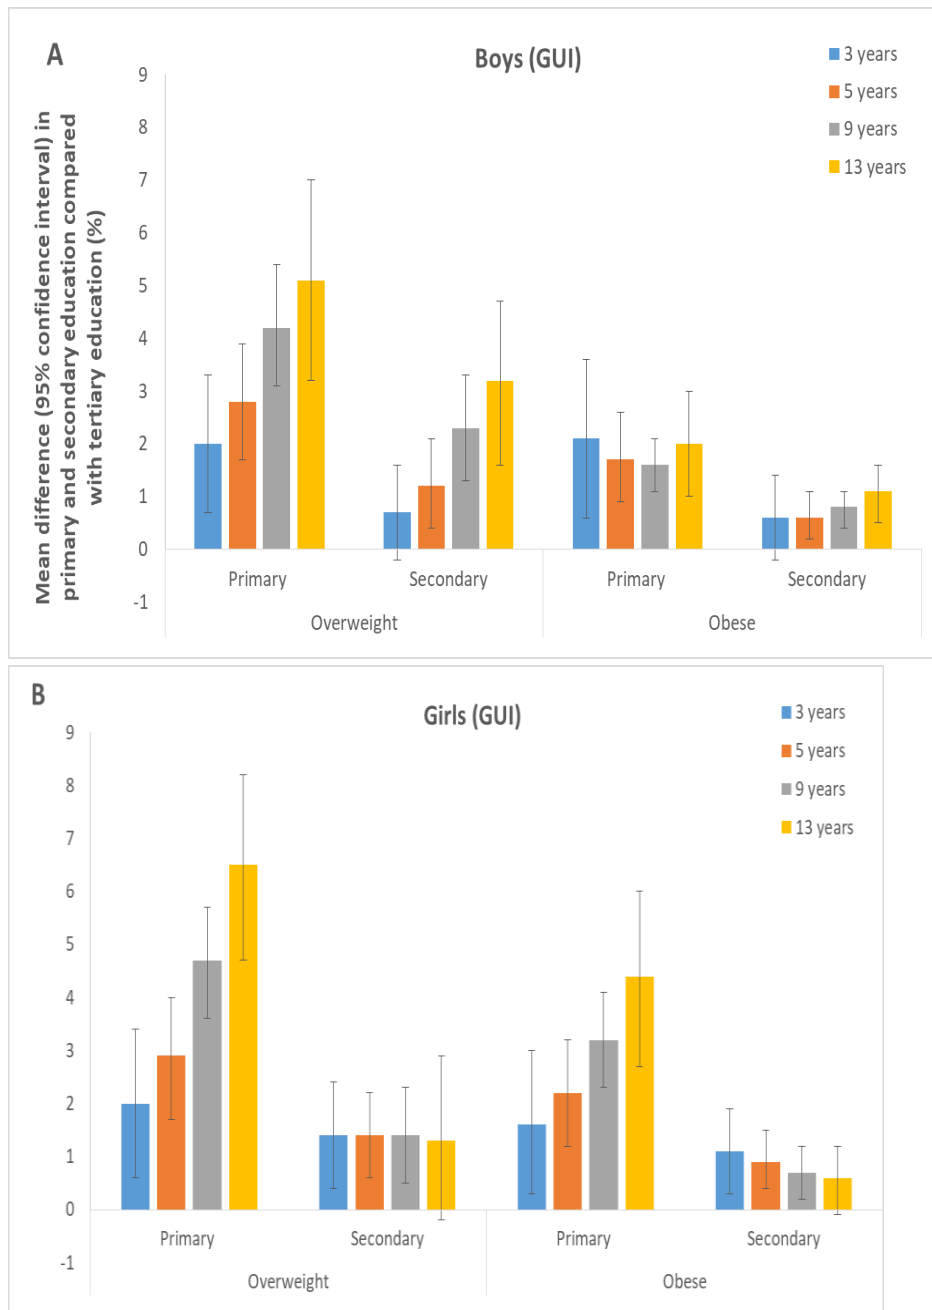 A
Boys (GUI)
3 years
5 years
9 years
13 years
Mean difference (95% confidence interval) in
primary and secondary education compared
with tertiary education (%)
9
8
7
6
5
4
3
2
1
0
-1
Primary
Secondary
Primary
Secondary
Overweight
Obese
B
Girls (GUI)
3 years
5 years
9 years
13 years
9
8
7
6
5
4
3
2
1
0
-1
Primary
Secondary
Primary
Secondary
Overweight
Obese